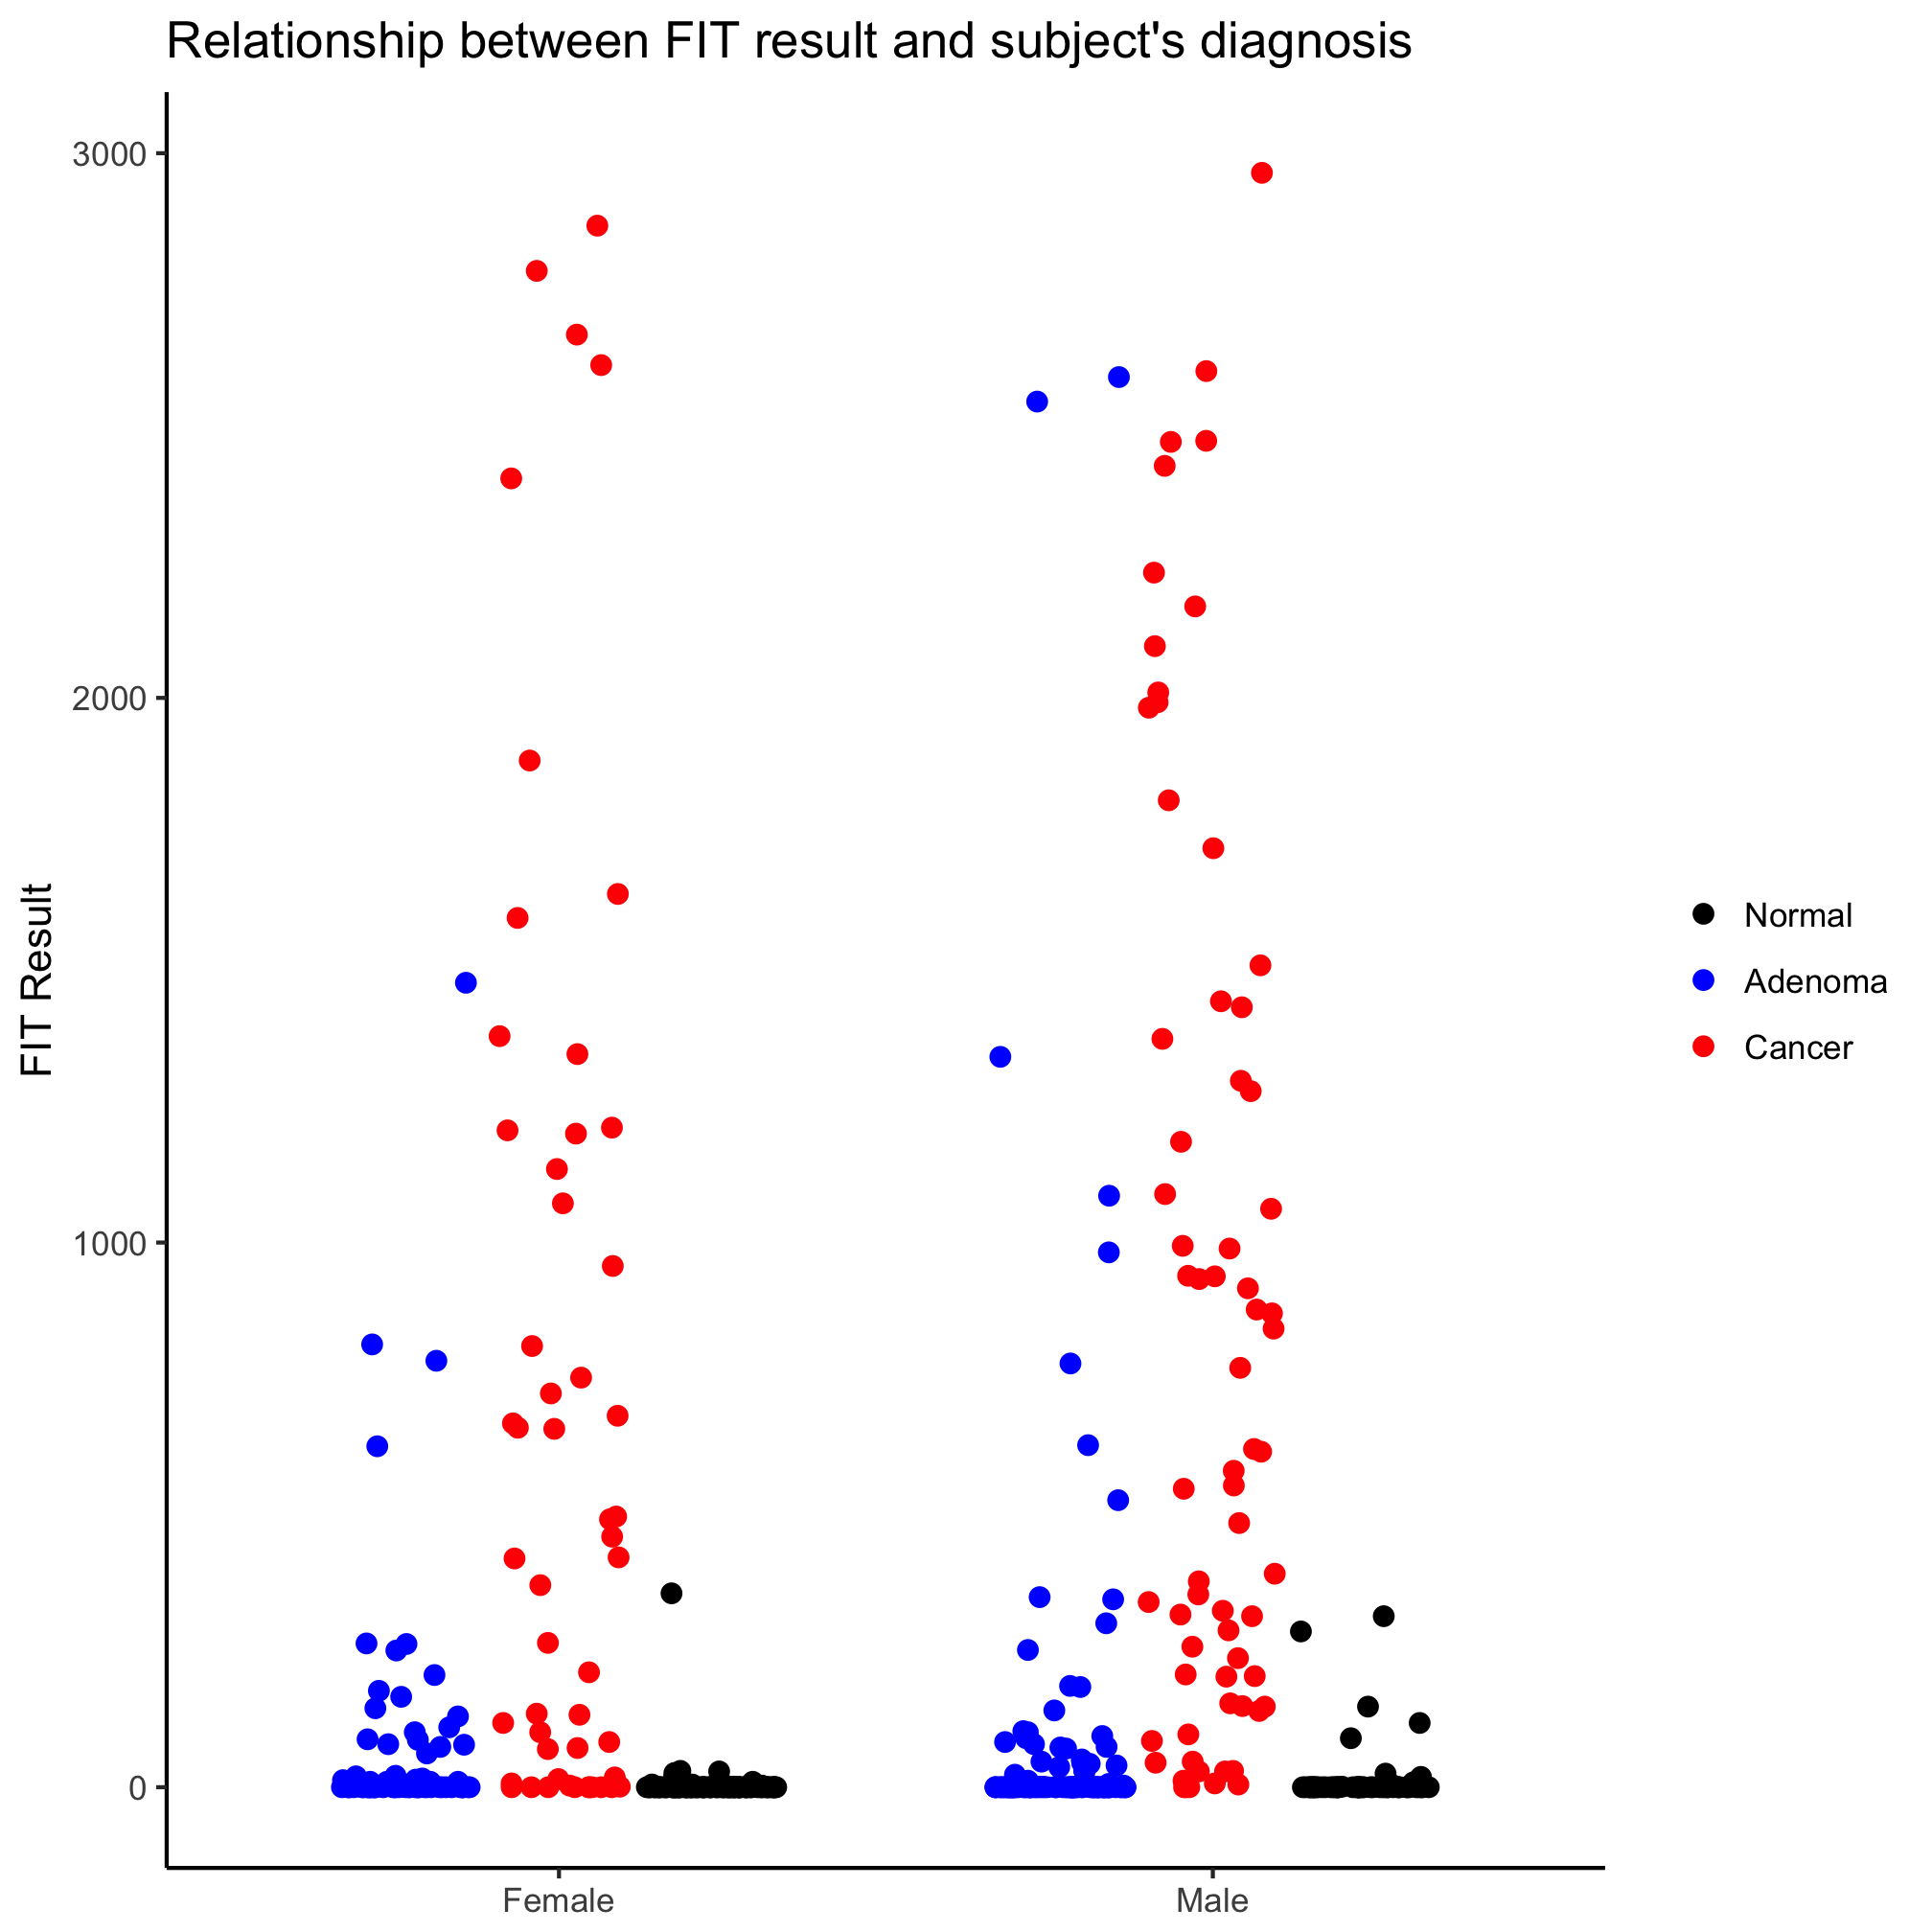 Relationship between FIT result and subject's diagnosis
3000
2000
1000
0
FIT Result
Female
Male
Normal
Adenoma
Cancer